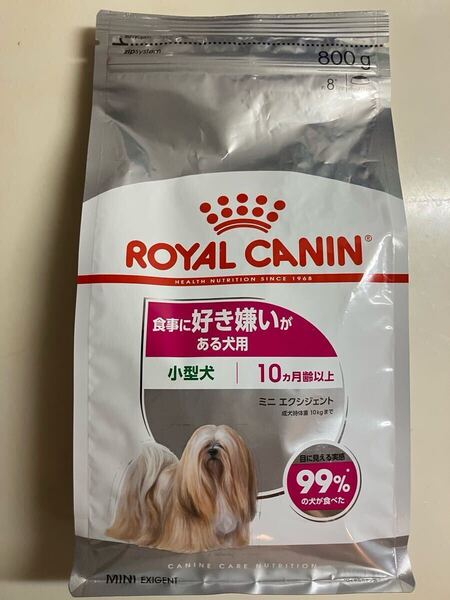 zipsystem
800g
8
ROYAL CANIN®
HEALTH NUTRITION SINCE 1968
食事に好き嫌いが
ある犬用
小型犬
10ヵ月齢以上
ミニ エクシジェント
成犬時体重 10kgまで
目に見える実感
99%*
の犬が食べた
CANINE CARE NUTRITION
MINI EXIGENT